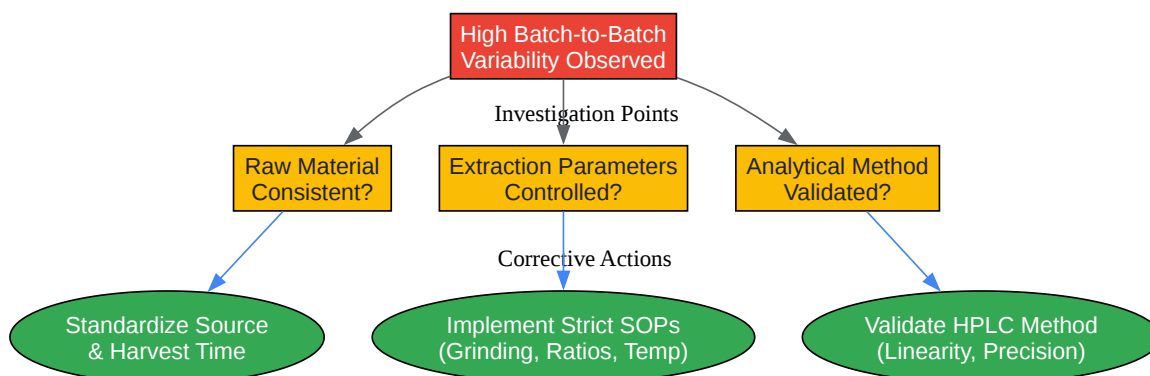 High Batch-to-Batch
Variability Observed
Investigation Points
Raw Material
Consistent?
Extraction Parameters
Controlled?
Analytical Method
Validated?
Corrective Actions
Standardize Source
& Harvest Time
Implement Strict SOPs
(Grinding, Ratios, Temp)
Validate HPLC Method
(Linearity, Precision)